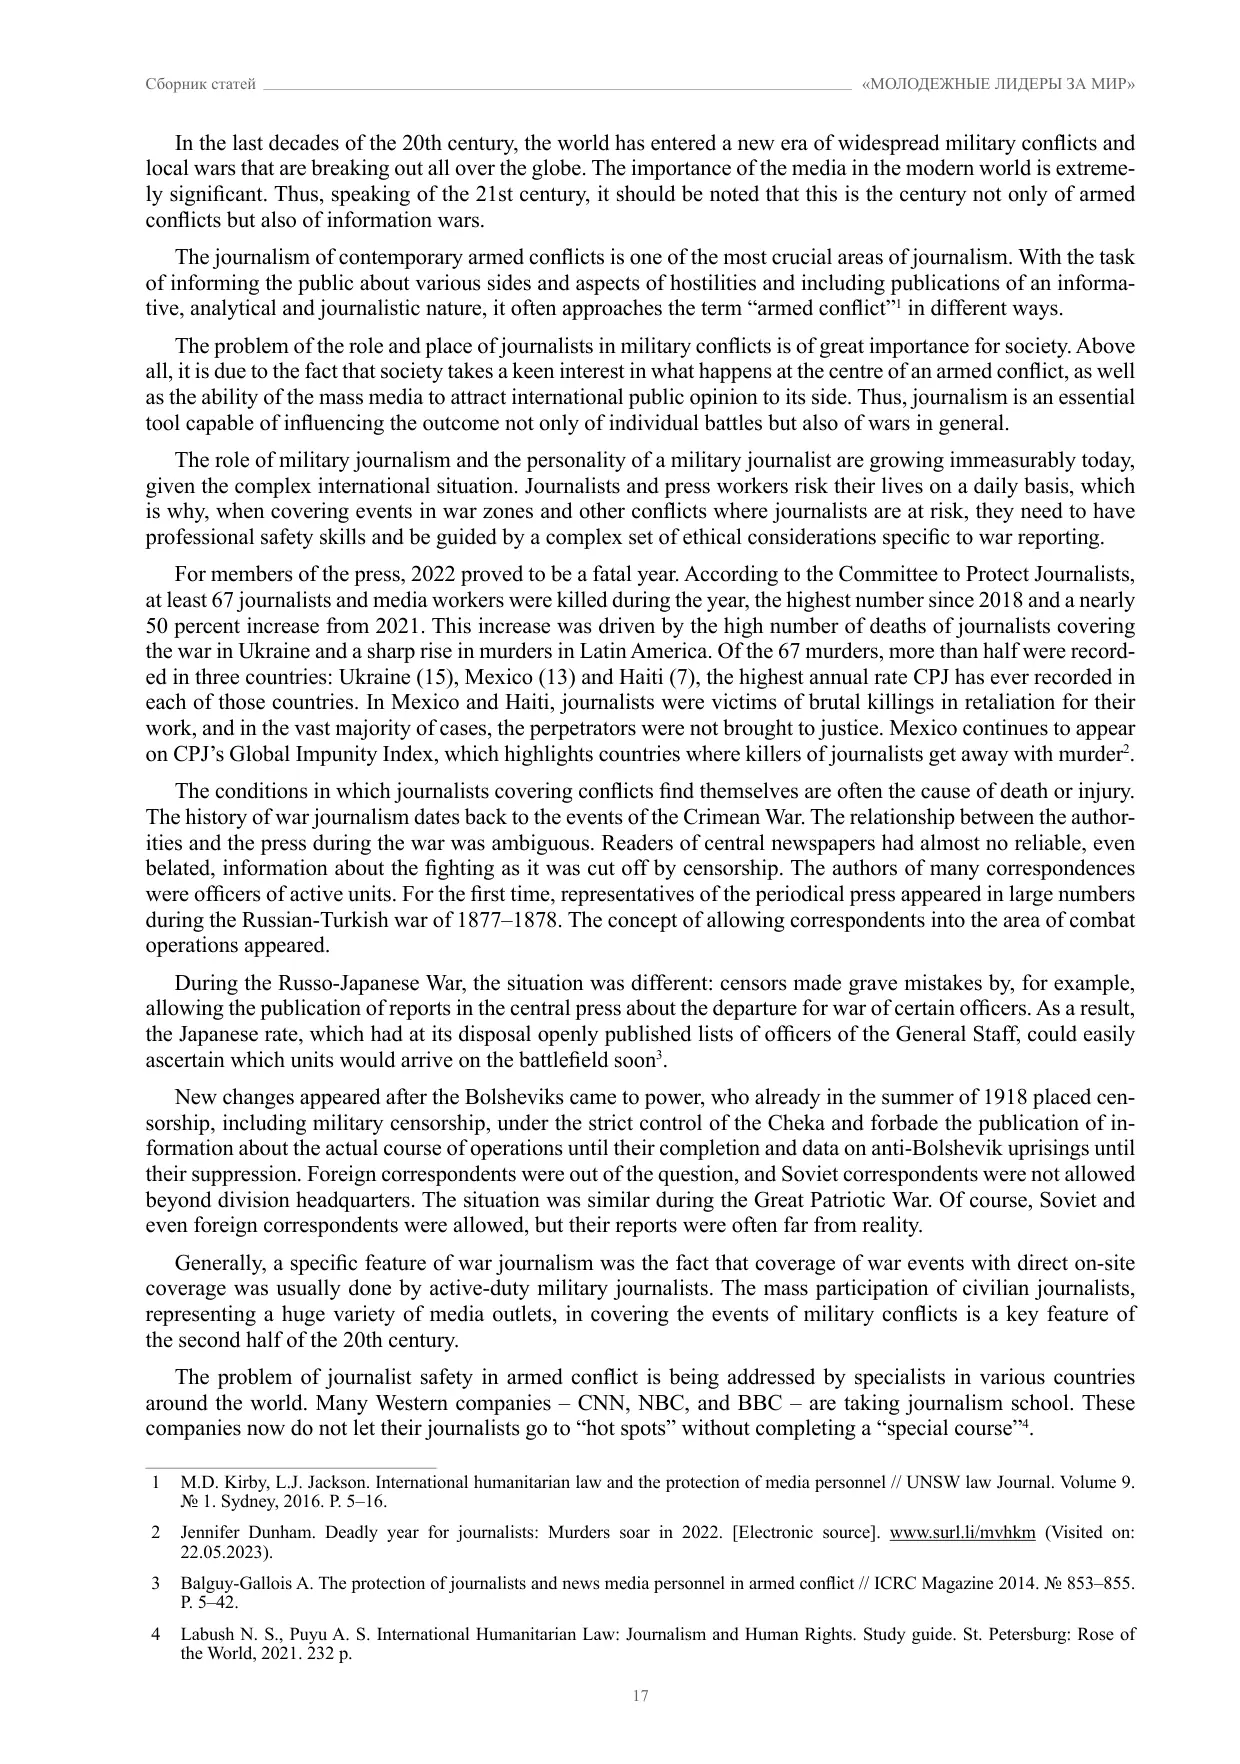 Сборник статей «МОЛОДЕЖНЫЕ ЛИДЕРЫ ЗА МИР»
In the last decades of the 20th century, the world has entered a new era of widespread military conflicts and
local wars that are breaking out all over the globe. The importance of the media in the modern world is extreme-
ly significant. Thus, speaking of the 21st century, it should be noted that this is the century not only of armed
conflicts but also of information wars.
The journalism of contemporary armed conflicts is one of the most crucial areas of journalism. With the task
of informing the public about various sides and aspects of hostilities and including publications of an informa-
tive, analytical and journalistic nature, it often approaches the term “armed conflict”1 in different ways.
The problem of the role and place of journalists in military conflicts is of great importance for society. Above
all, it is due to the fact that society takes a keen interest in what happens at the centre of an armed conflict, as well
as the ability of the mass media to attract international public opinion to its side. Thus, journalism is an essential
tool capable of influencing the outcome not only of individual battles but also of wars in general.
The role of military journalism and the personality of a military journalist are growing immeasurably today,
given the complex international situation. Journalists and press workers risk their lives on a daily basis, which
is why, when covering events in war zones and other conflicts where journalists are at risk, they need to have
professional safety skills and be guided by a complex set of ethical considerations specific to war reporting.
For members of the press, 2022 proved to be a fatal year. According to the Committee to Protect Journalists,
at least 67 journalists and media workers were killed during the year, the highest number since 2018 and a nearly
50 percent increase from 2021. This increase was driven by the high number of deaths of journalists covering
the war in Ukraine and a sharp rise in murders in Latin America. Of the 67 murders, more than half were record-
ed in three countries: Ukraine (15), Mexico (13) and Haiti (7), the highest annual rate CPJ has ever recorded in
each of those countries. In Mexico and Haiti, journalists were victims of brutal killings in retaliation for their
work, and in the vast majority of cases, the perpetrators were not brought to justice. Mexico continues to appear
on CPJ’s Global Impunity Index, which highlights countries where killers of journalists get away with murder2.
The conditions in which journalists covering conflicts find themselves are often the cause of death or injury.
The history of war journalism dates back to the events of the Crimean War. The relationship between the author-
ities and the press during the war was ambiguous. Readers of central newspapers had almost no reliable, even
belated, information about the fighting as it was cut off by censorship. The authors of many correspondences
were officers of active units. For the first time, representatives of the periodical press appeared in large numbers
during the Russian-Turkish war of 1877–1878. The concept of allowing correspondents into the area of combat
operations appeared.
During the Russo-Japanese War, the situation was different: censors made grave mistakes by, for example,
allowing the publication of reports in the central press about the departure for war of certain officers. As a result,
the Japanese rate, which had at its disposal openly published lists of officers of the General Staff, could easily
ascertain which units would arrive on the battlefield soon3.
New changes appeared after the Bolsheviks came to power, who already in the summer of 1918 placed cen-
sorship, including military censorship, under the strict control of the Cheka and forbade the publication of in-
formation about the actual course of operations until their completion and data on anti-Bolshevik uprisings until
their suppression. Foreign correspondents were out of the question, and Soviet correspondents were not allowed
beyond division headquarters. The situation was similar during the Great Patriotic War. Of course, Soviet and
even foreign correspondents were allowed, but their reports were often far from reality.
Generally, a specific feature of war journalism was the fact that coverage of war events with direct on-site
coverage was usually done by active-duty military journalists. The mass participation of civilian journalists,
representing a huge variety of media outlets, in covering the events of military conflicts is a key feature of
the second half of the 20th century.
The problem of journalist safety in armed conflict is being addressed by specialists in various countries
around the world. Many Western companies – CNN, NBC, and BBC – are taking journalism school. These
companies now do not let their journalists go to “hot spots” without completing a “special course”4.
1 M.D. Kirby, L.J. Jackson. International humanitarian law and the protection of media personnel // UNSW law Journal. Volume 9.
№ 1. Sydney, 2016. P. 5–16.
2 Jennifer Dunham. Deadly year for journalists: Murders soar in 2022. [Electronic source]. www.surl.li/mvhkm (Visited on:
22.05.2023).
3 Balguy-Gallois A. The protection of journalists and news media personnel in armed conflict // ICRC Magazine 2014. № 853–855.
P. 5–42.
4 Labush N. S., Puyu A. S. International Humanitarian Law: Journalism and Human Rights. Study guide. St. Petersburg: Rose of
the World, 2021. 232 p.
17